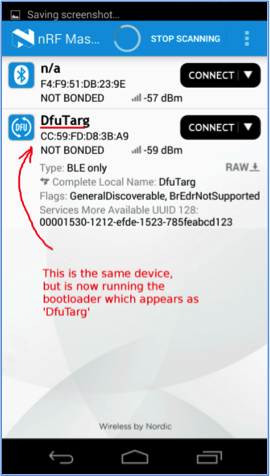 Saving screenshot...
nRF Mas... STOP SCANNING
n/a
F4:F9:51:DB:23:9E
NOT BONDED -57 dBm
CONNECT
DfuTarg
CC:59:FD:D8:3B:A9
NOT BONDED -59 dBm
CONNECT
DFU
Type: BLE only RAW
Complete Local Name: DfuTarg
Flags: GeneralDiscoverable, BrEdrNotSupported
Services More Available UUID 128:
00001530-1212-efde-1523-785feabcd123
This is the same device,
but is now running the
bootloader which appears as
'DfuTarg'
Wireless by Nordic